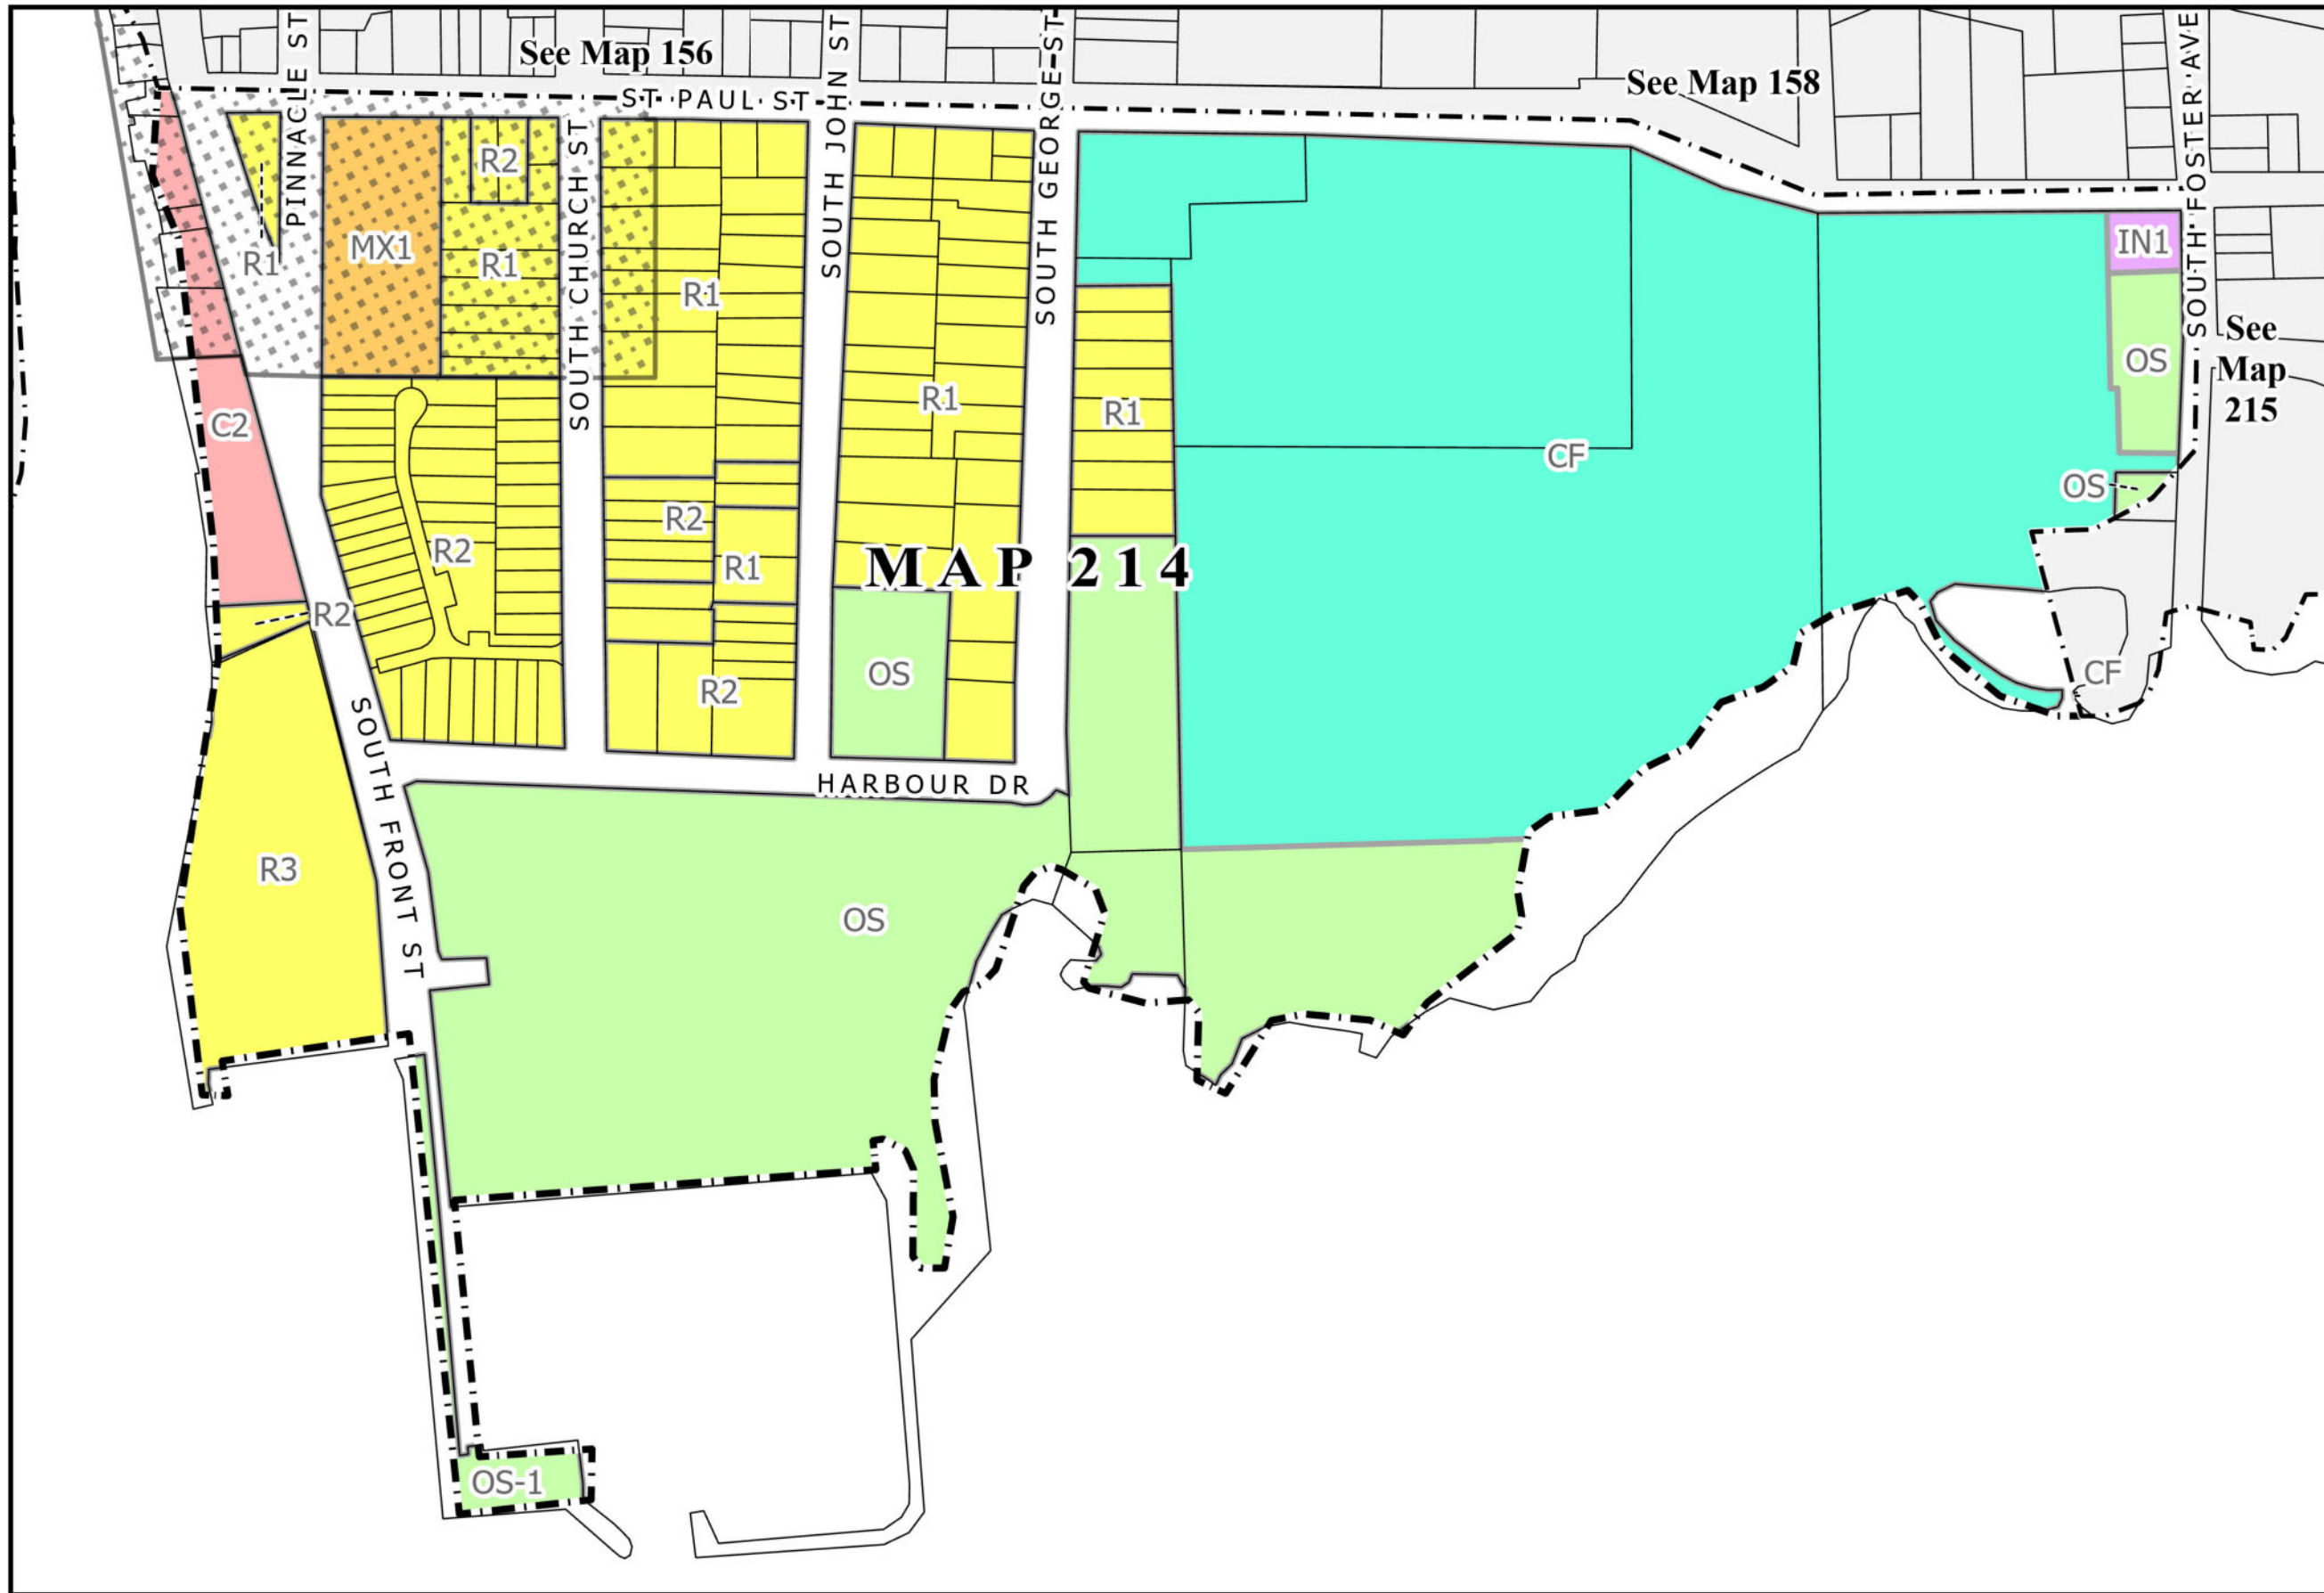 See Map 156
See Map 158
ST PAUL ST
PINNACLE ST
SOUTH CHURCH ST
SOUTH JOHN ST
SOUTH GEORGE ST
SOUTH FOSTER AVE
R2
R1
MX1
R1
R1
IN1
See
Map
215
OS
C2
R1
R1
CF
OS
R2
R2
R1
MAP 214
R2
OS
R2
CF
SOUTH FRONT ST
HARBOUR DR
R3
OS
OS-1